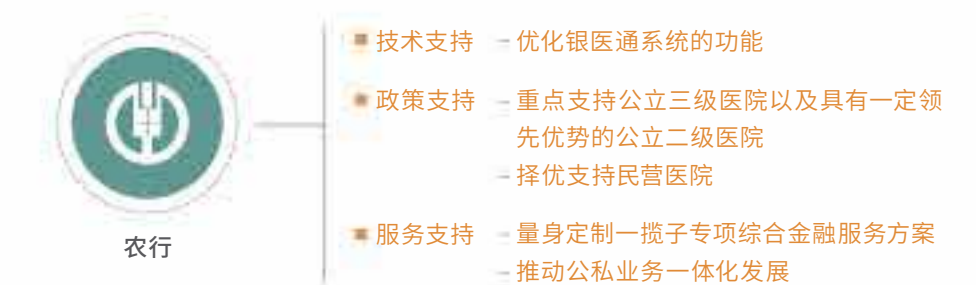 技术支持 优化银医通系统的功能
政策支持 重点支持公立三级医院以及具有一定领
先优势的公立二级医院
择优支持民营医院
农行
服务支持 量身定制一揽子专项综合金融服务方案
推动公私业务一体化发展